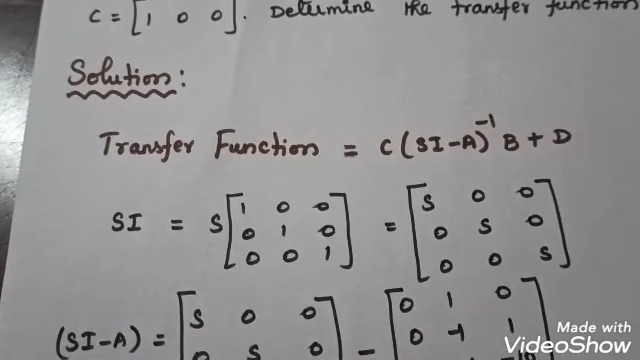 C = [1 0 0]. Determine the transfer function
Solution:
Transfer Function = C (SI-A)⁻¹ B + D
SI = S [1 0 0 = [S 0 0
0 1 0 0 S 0
0 0 1] 0 0 S]
(SI-A) = [S 0 0 - [0 1 0
0 S 0 0 -1 1
Made with
VideoShow